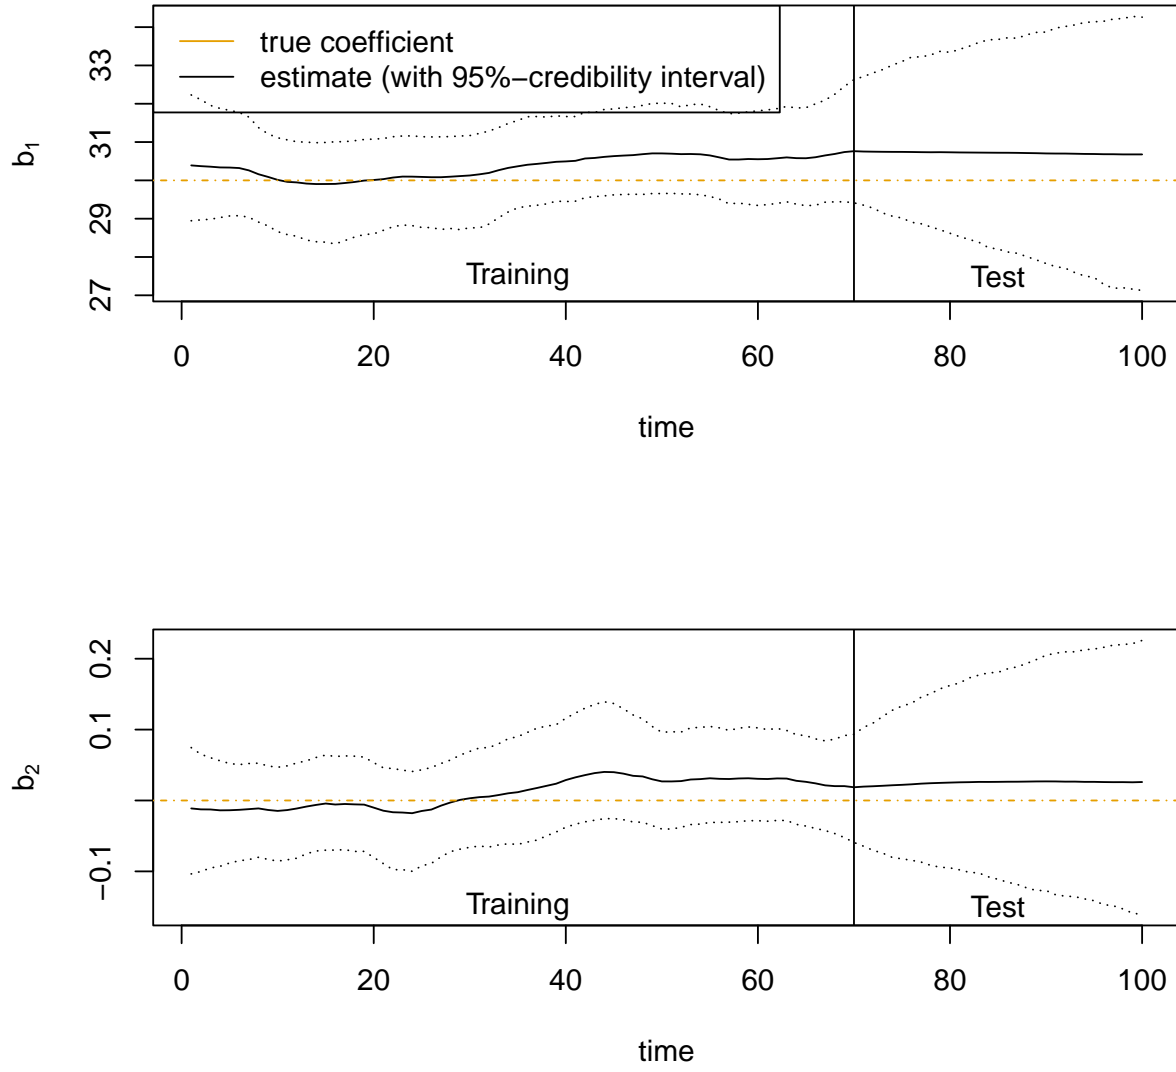 true coefficient
estimate (with 95%−credibility interval)
33
31
29
27
b₁
Training
Test
0 20 40 60 80 100
time
0.2
0.1
−0.1
b₂
Training
Test
0 20 40 60 80 100
time